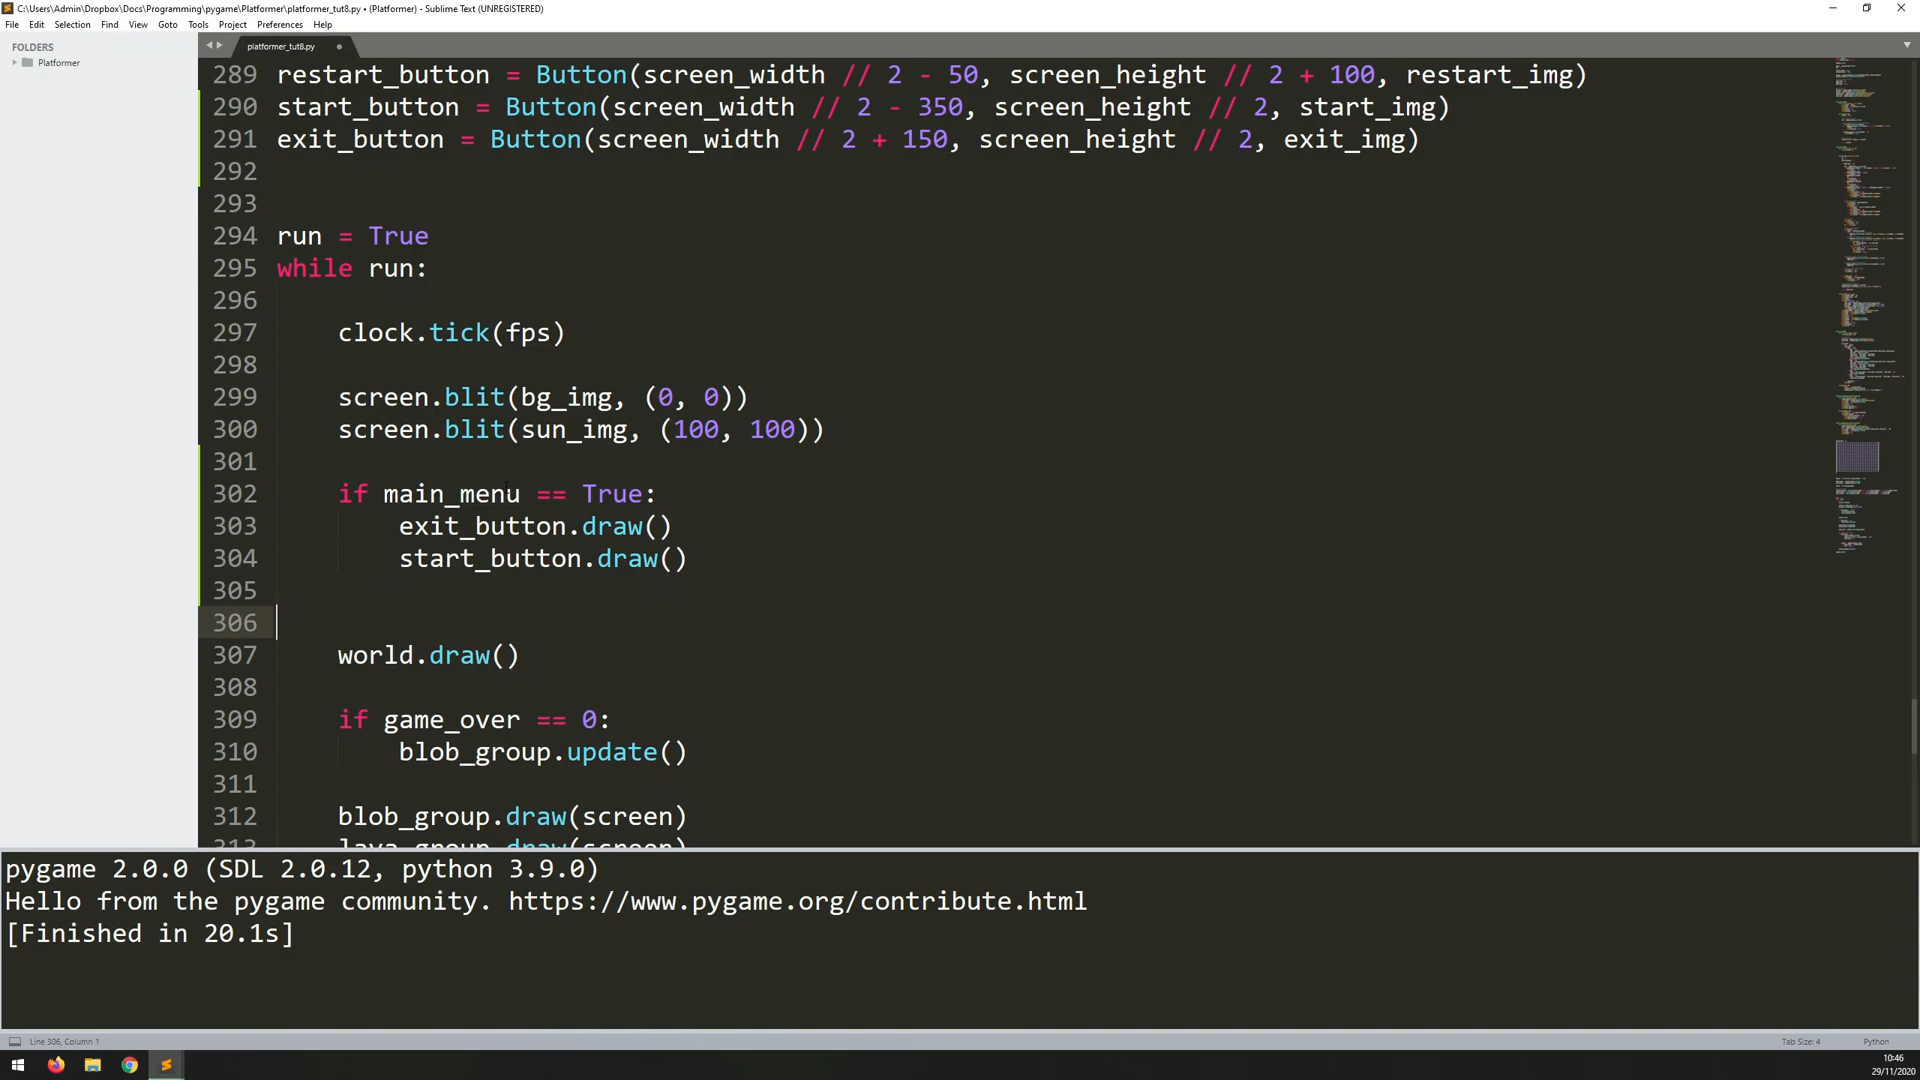 C:\Users\Admin\Dropbox\Docs\Programming\pygame\Platformer\platformer_tut8.py • (Platformer) - Sublime Text (UNREGISTERED)
File Edit Selection Find View Goto Tools Project Preferences Help
FOLDERS
Platformer
platformer_tut8.py
289 restart_button = Button(screen_width // 2 - 50, screen_height // 2 + 100, restart_img)
290 start_button = Button(screen_width // 2 - 350, screen_height // 2, start_img)
291 exit_button = Button(screen_width // 2 + 150, screen_height // 2, exit_img)
292
293
294 run = True
295 while run:
296
297 clock.tick(fps)
298
299 screen.blit(bg_img, (0, 0))
300 screen.blit(sun_img, (100, 100))
301
302 if main_menu == True:
303 exit_button.draw()
304 start_button.draw()
305
306
307 world.draw()
308
309 if game_over == 0:
310 blob_group.update()
311
312 blob_group.draw(screen)
313 lava_group.draw(screen)
pygame 2.0.0 (SDL 2.0.12, python 3.9.0)
Hello from the pygame community. https://www.pygame.org/contribute.html
[Finished in 20.1s]
Line 306, Column 1
Tab Size: 4
Python
10:46
29/11/2020